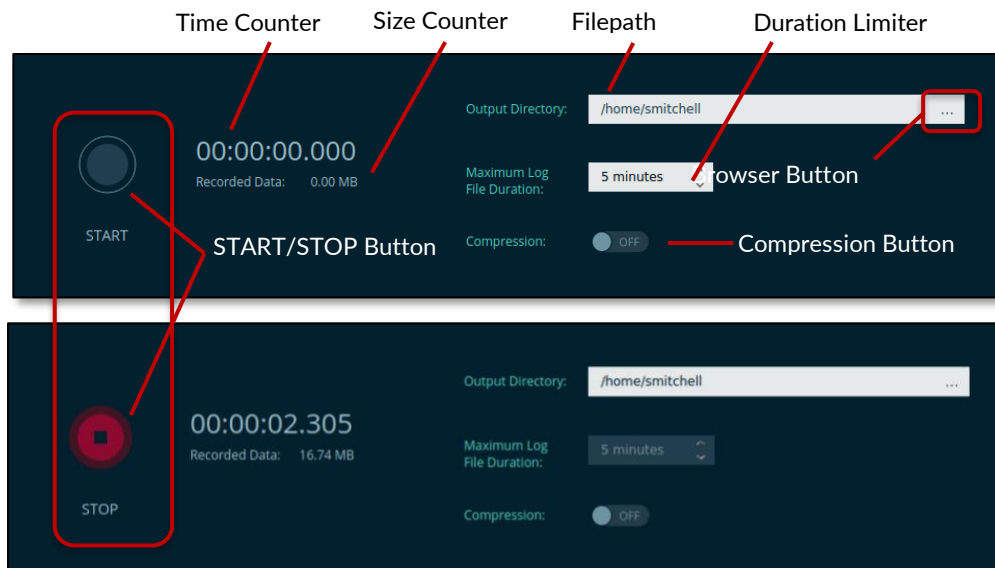 Time Counter
Size Counter
Filepath
Duration Limiter
Output Directory:
/home/smitchell
...
00:00:00.000
Recorded Data: 0.00 MB
Maximum Log
File Duration:
5 minutes
Browser Button
START
START/STOP Button
Compression:
OFF
Compression Button
Output Directory:
/home/smitchell
...
00:00:02.305
Recorded Data: 16.74 MB
Maximum Log
File Duration:
5 minutes
STOP
Compression:
OFF